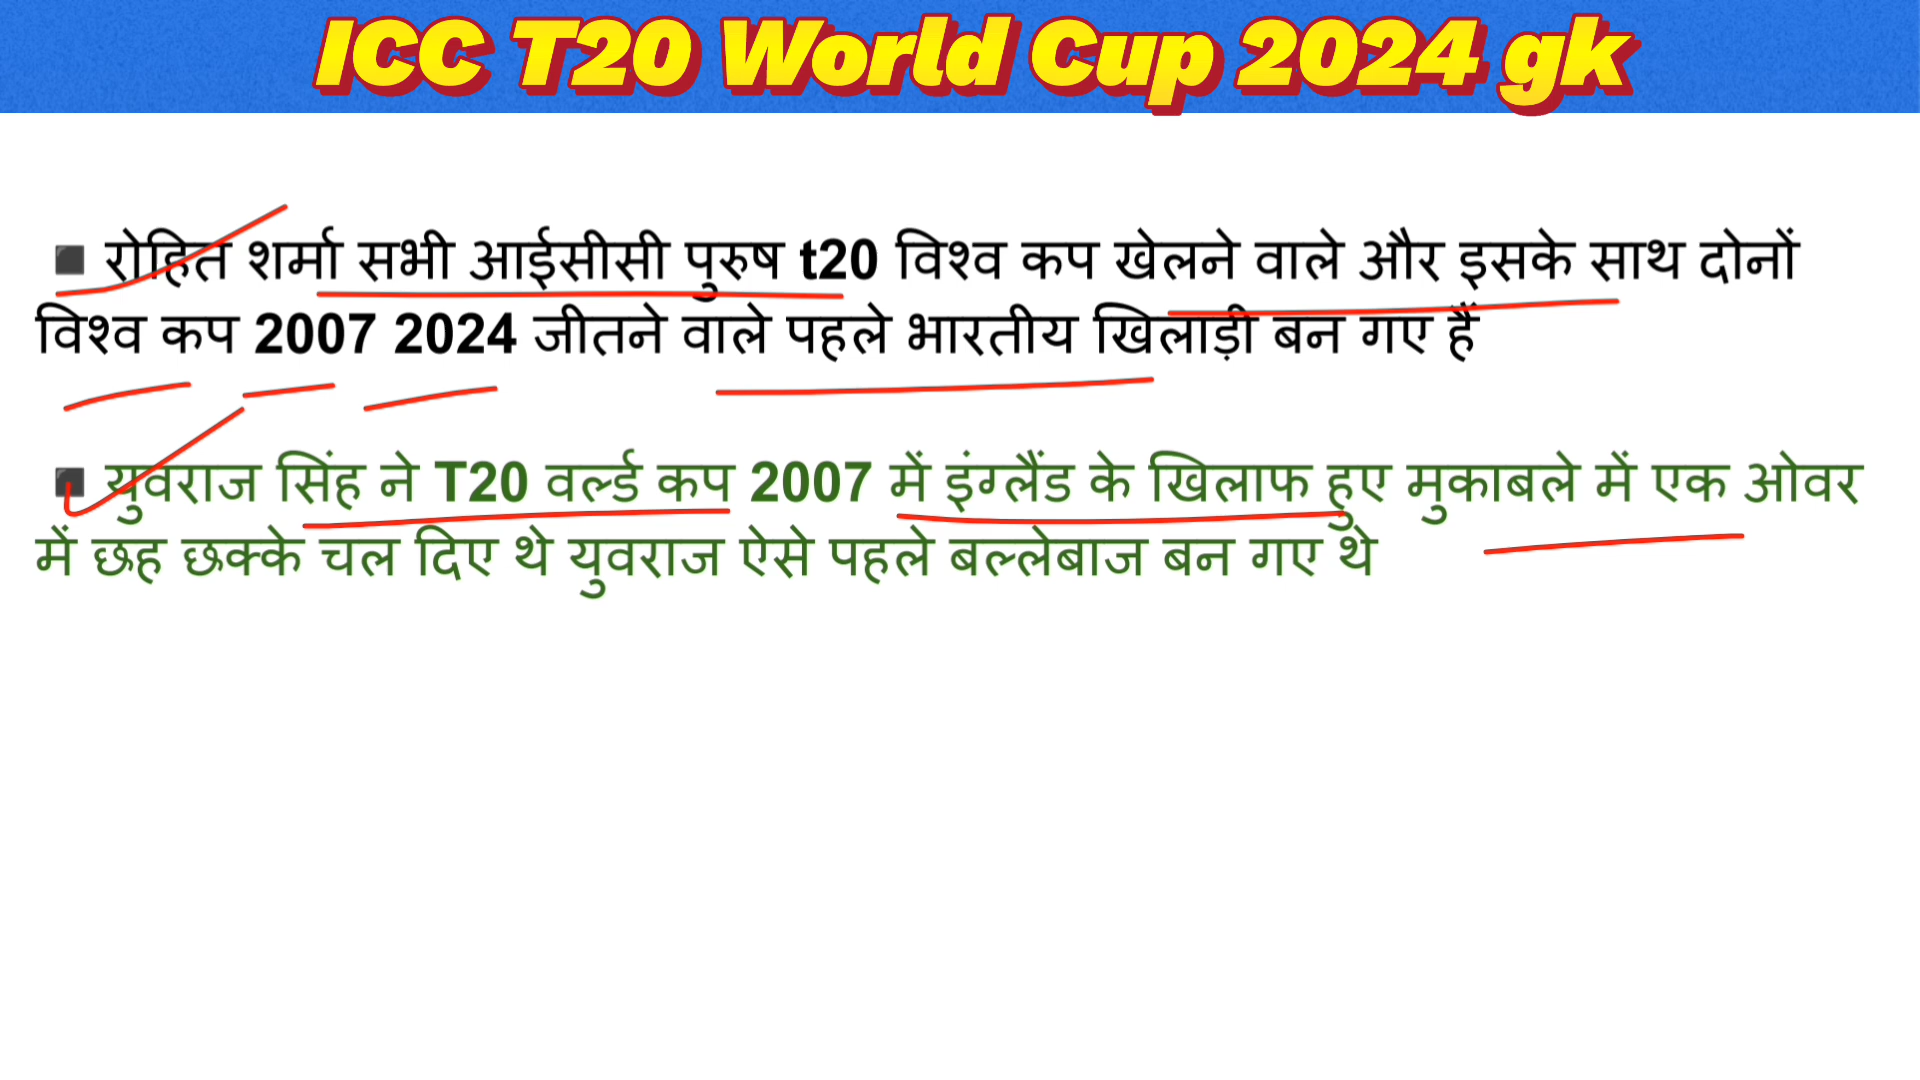 ICC T20 World Cup 2024 gk
▪ रोहित शर्मा सभी आईसीसी पुरुष t20 विश्व कप खेलने वाले और इसके साथ दोनों
विश्व कप 2007 2024 जीतने वाले पहले भारतीय खिलाड़ी बन गए हैं
▪ युवराज सिंह ने T20 वर्ल्ड कप 2007 में इंग्लैंड के खिलाफ हुए मुकाबले में एक ओवर
में छह छक्के चल दिए थे युवराज ऐसे पहले बल्लेबाज बन गए थे